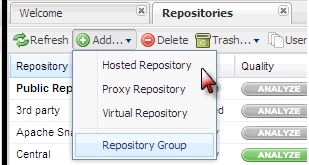 Welcome Repositories
Refresh Add... Delete Trash... User
Repository Quality
Hosted Repository
Public Rep ANALYZE
Proxy Repository
3rd party ANALYZE
Virtual Repository
Apache Sna ANALYZE
Central Repository Group ANALYZE